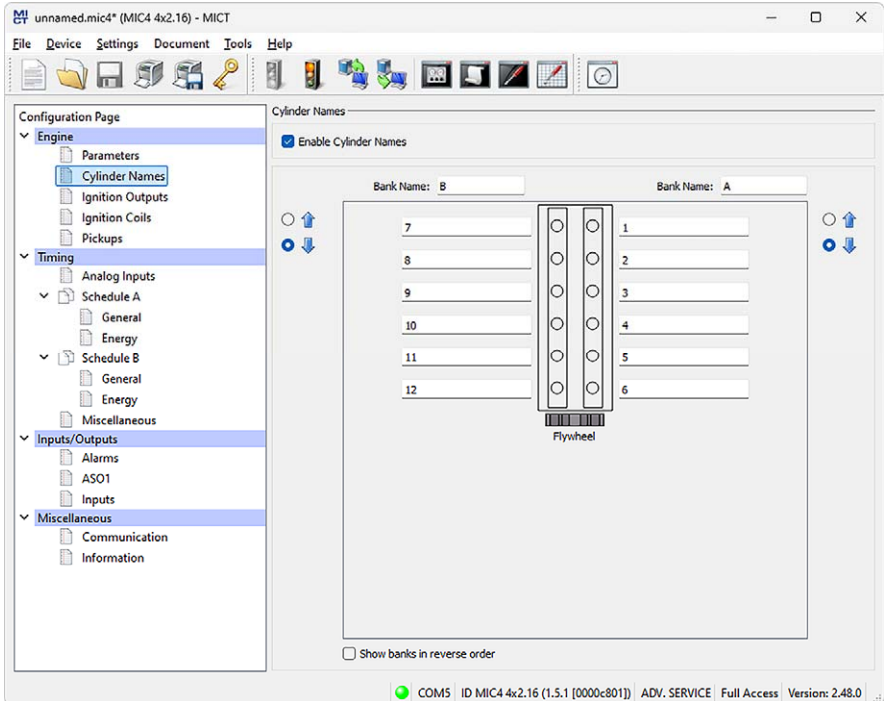 MICT unnamed.mic4* (MIC4 4x2.16) - MICT
File Device Settings Document Tools Help
Configuration Page
Engine
Parameters
Cylinder Names
Ignition Outputs
Ignition Coils
Pickups
Timing
Analog Inputs
Schedule A
General
Energy
Schedule B
General
Energy
Miscellaneous
Inputs/Outputs
Alarms
ASO1
Inputs
Miscellaneous
Communication
Information
Cylinder Names
Enable Cylinder Names
Bank Name: B Bank Name: A
7 1
8 2
9 3
10 4
11 5
12 6
Flywheel
Show banks in reverse order
COM5 ID MIC4 4x2.16 (1.5.1 [0000c801]) ADV. SERVICE Full Access Version: 2.48.0